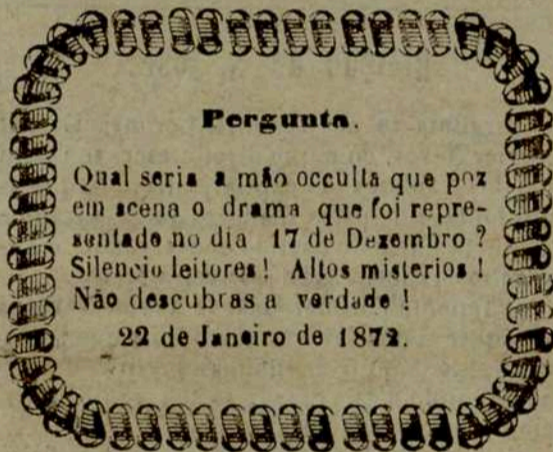 Pergunta.
Qual seria a mão occulta que poz
em scena o drama que foi repre-
sentado no dia 17 de Dezembro ?
Silencio leitores ! Altos misterios !
Não descubras a verdade !
22 de Janeiro de 1872.